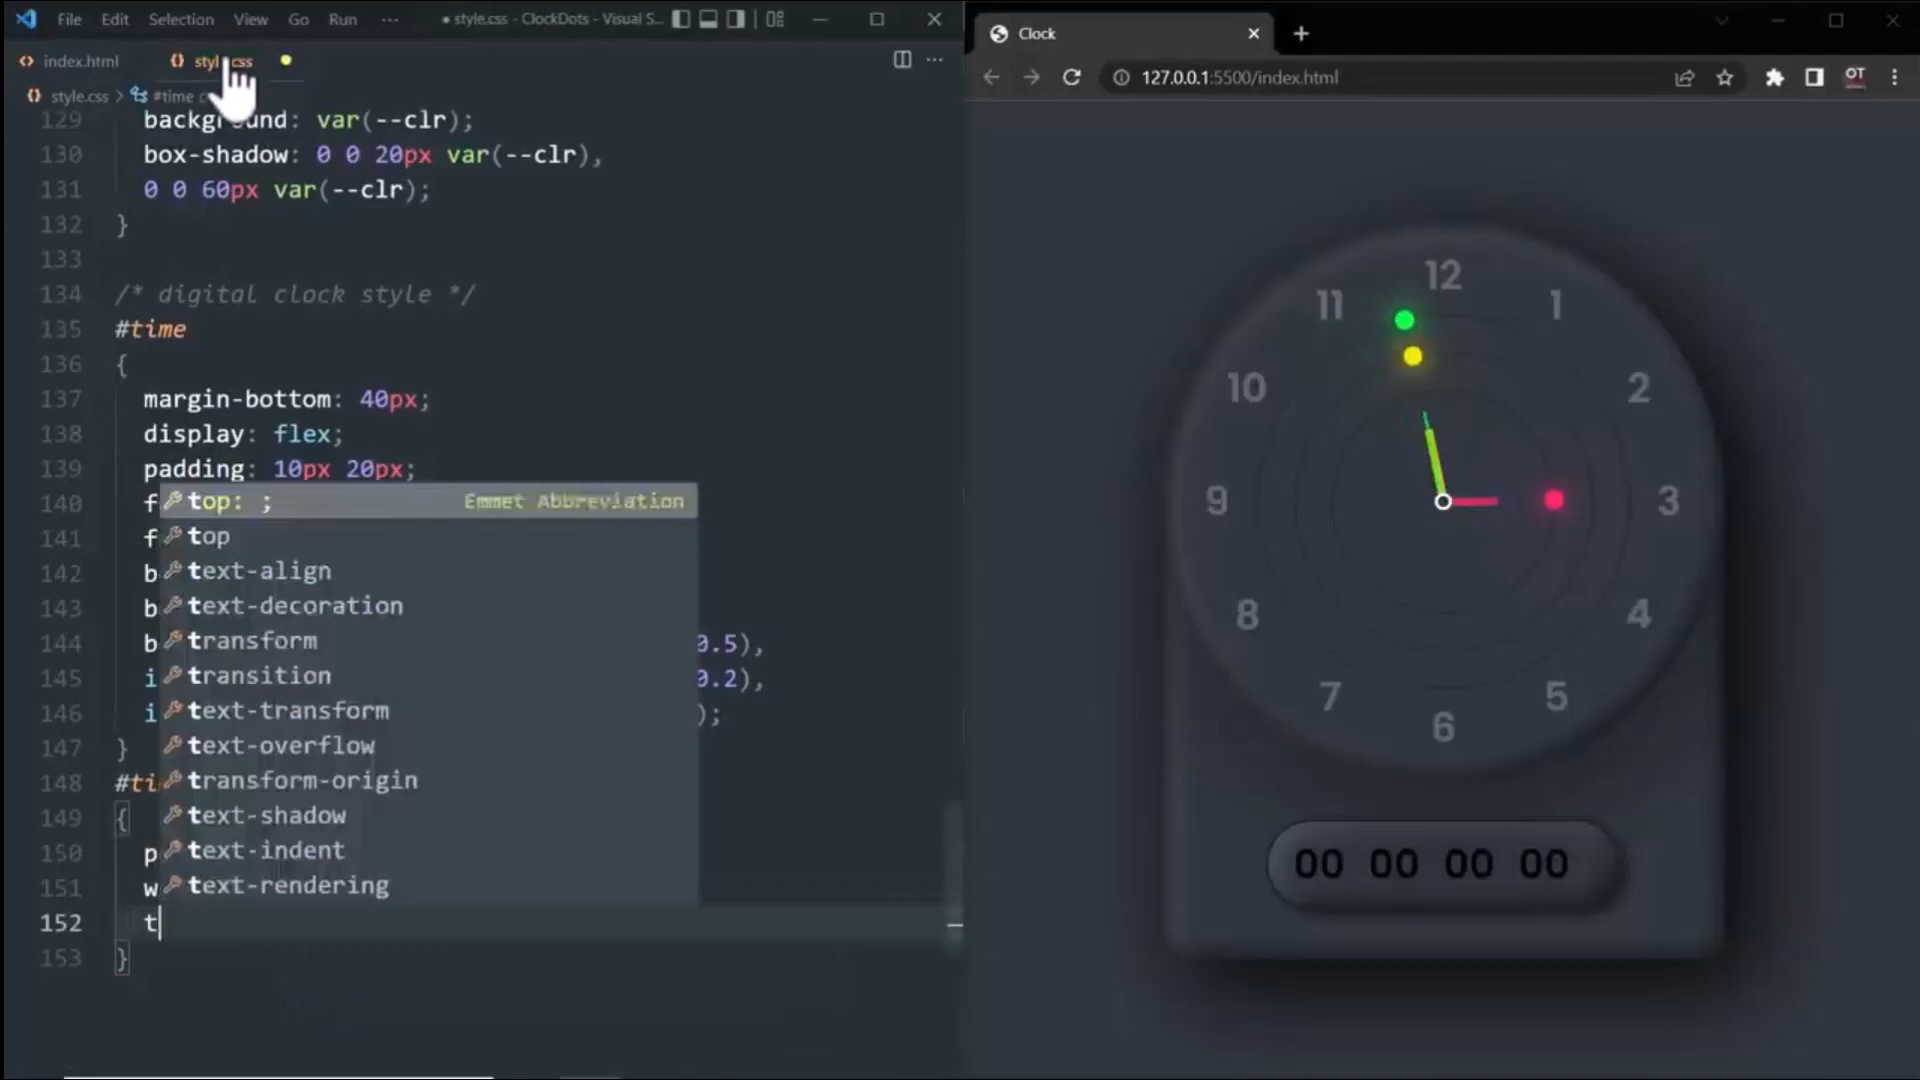 File Edit Selection View Go Run ··· ● style.css - ClockDots - Visual S...
index.html
style.css > #time
129 background: var(--clr);
130 box-shadow: 0 0 20px var(--clr),
131 0 0 60px var(--clr);
132 }
133
134 /* digital clock style */
135 #time
136 {
137 margin-bottom: 40px;
138 display: flex;
139 padding: 10px 20px;
140 f top: ; Emmet Abbreviation
141 f top
142 b text-align
143 b text-decoration
144 b transform 0.5),
145 i transition 0.2),
146 i text-transform );
147 } text-overflow
148 #ti transform-origin
149 { text-shadow
150 p text-indent
151 w text-rendering
152 t
153 }
Clock
127.0.0.1:5500/index.html
OT
12
11 1
10 2
9 3
8 4
7 5
6
00 00 00 00